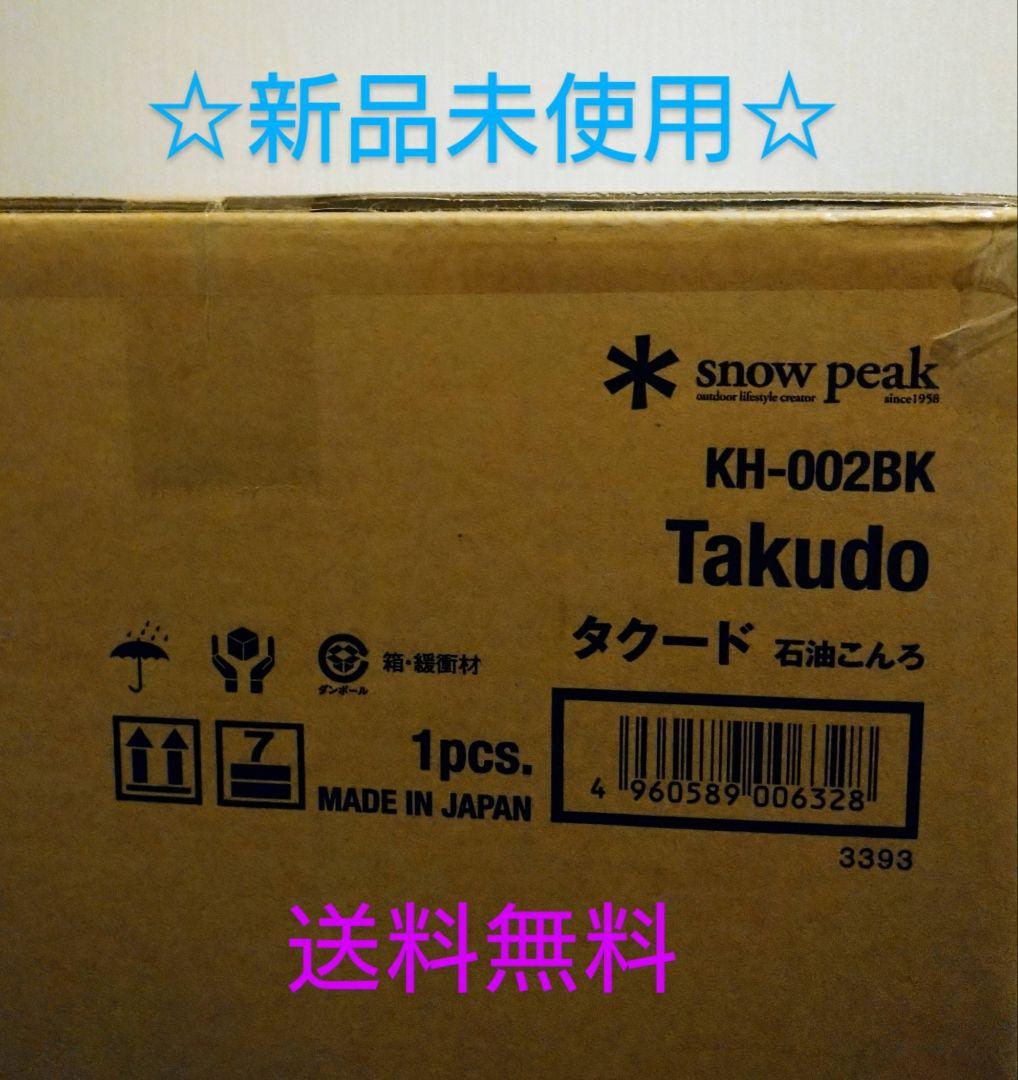 ☆新品未使用☆
snow peak
outdoor lifestyle creator since1958
KH-002BK
Takudo
タクード 石油こんろ
ダンボール
箱・緩衝材
7
1pcs.
MADE IN JAPAN
4 960589 006328
3393
送料無料